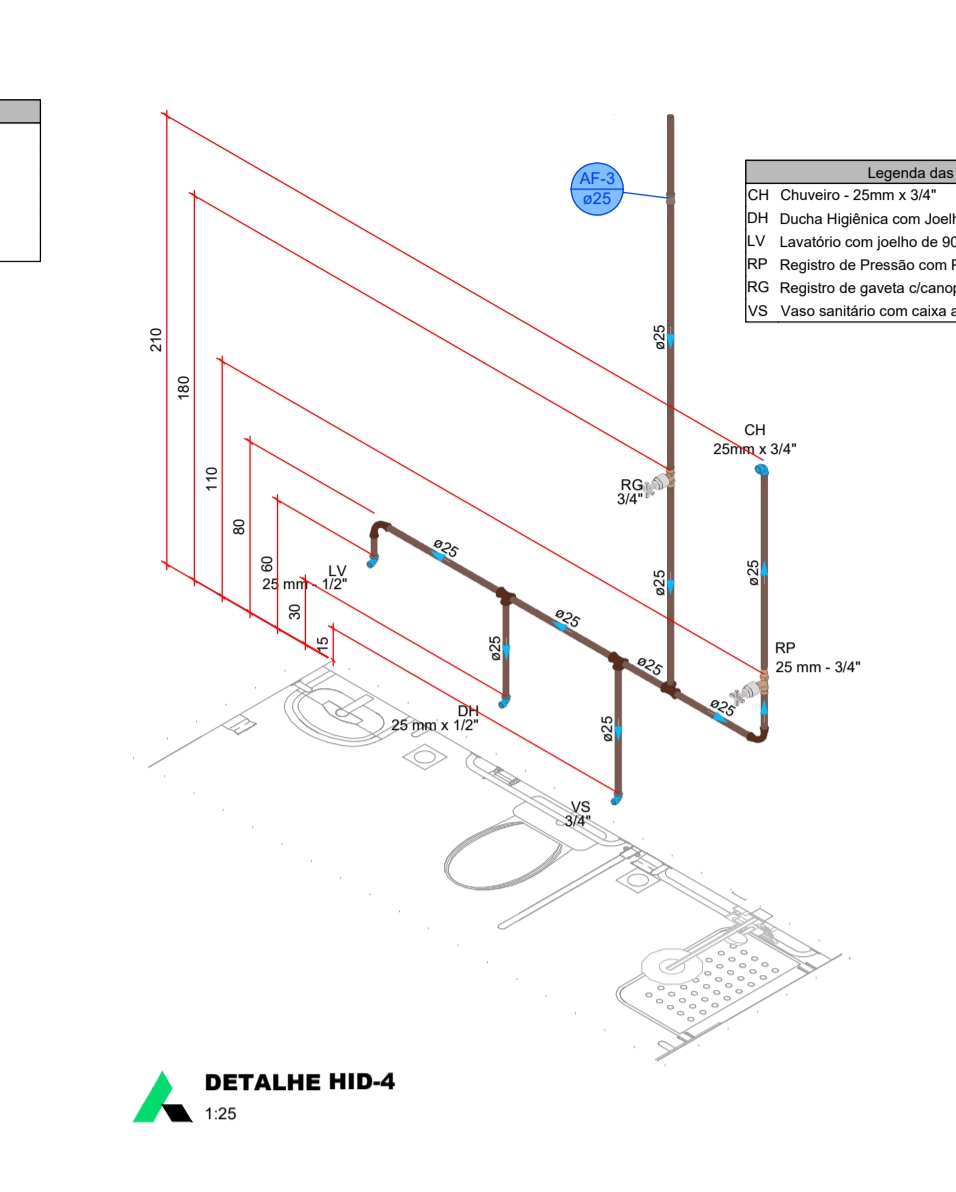 AF-3
ø25
Legenda das
CH Chuveiro - 25mm x 3/4"
DH Ducha Higiênica com
LV Lavatório com joelho de 90
RP Registro de Pressão com
RG Registro de gaveta
VS Vaso sanitário com caixa
210
180
110
80
60
30
15
ø25
CH
25mm x 3/4"
RG
3/4"
ø25
LV
25 mm - 1/2"
ø25
ø25
ø25
ø25
ø25
RP
25 mm - 3/4"
ø25
ø25
DH
25 mm x 1/2"
ø25
VS
3/4"
DETALHE HID-4
1:25